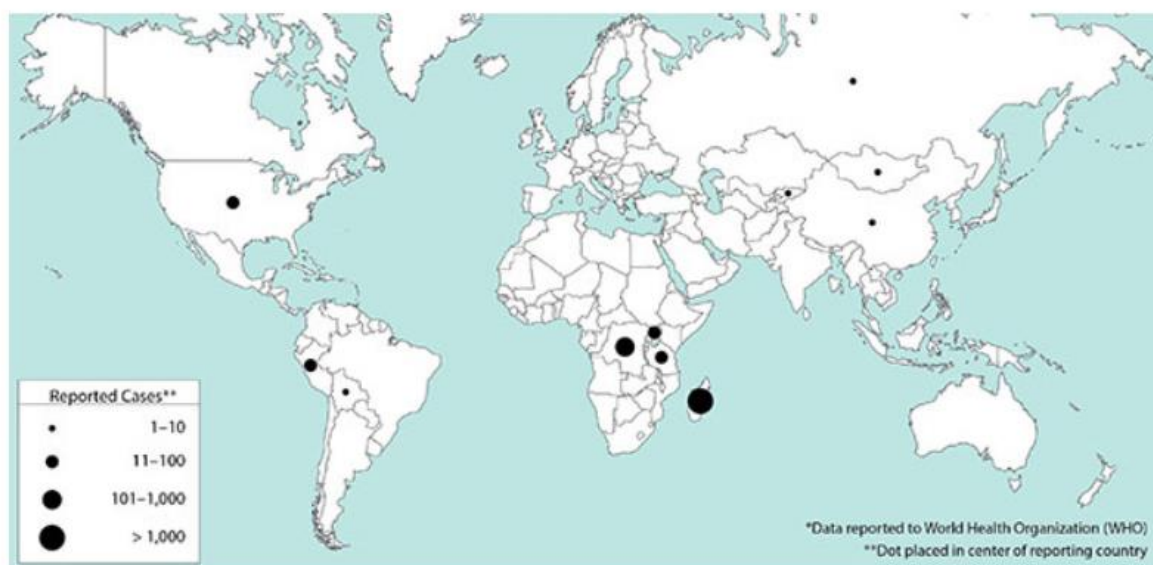 Reported Cases**
1–10
11–100
101–1,000
> 1,000
*Data reported to World Health Organization (WHO)
**Dot placed in center of reporting country